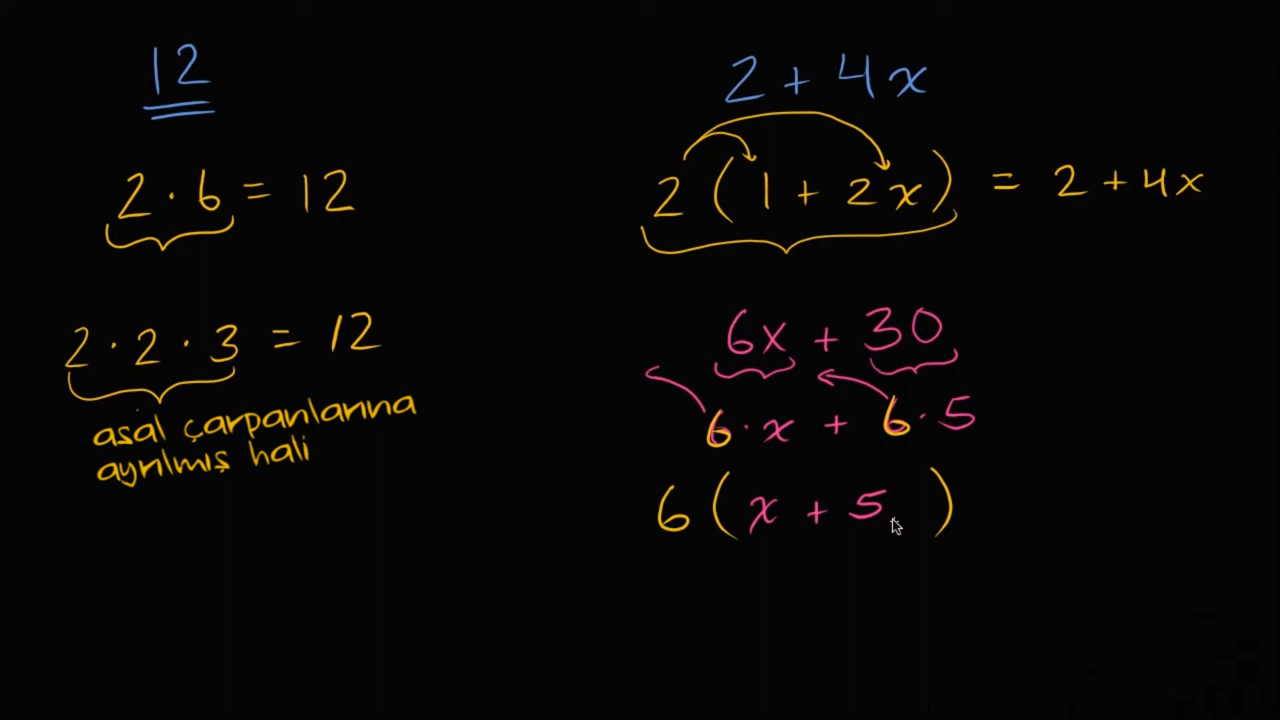 12
2 · 6 = 12
2 · 2 · 3 = 12
asal çarpanlarına
ayrılmış hali
2 + 4x
2 ( 1 + 2x ) = 2 + 4x
6x + 30
6 · x + 6 · 5
6 ( x + 5 )